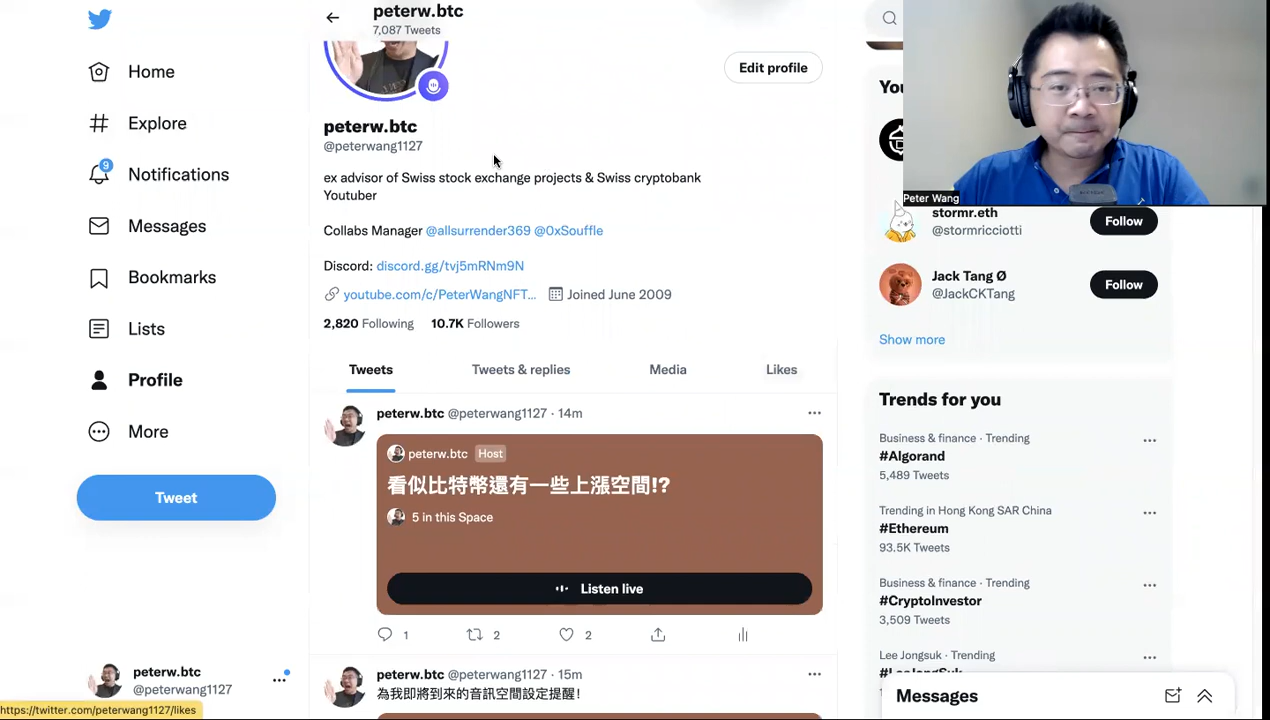 peterw.btc
7,087 Tweets
Home
Explore
9
Notifications
Messages
Bookmarks
Lists
Profile
More
Tweet
peterw.btc
@peterwang1127
https://twitter.com/peterwang1127/likes
Edit profile
peterw.btc
@peterwang1127
ex advisor of Swiss stock exchange projects & Swiss cryptobank
Youtuber
Collabs Manager @allsurrender369 @0xSouffle
Discord: discord.gg/tvj5mRNm9N
youtube.com/c/PeterWangNFT... Joined June 2009
2,820 Following 10.7K Followers
Tweets Tweets & replies Media Likes
peterw.btc @peterwang1127 · 14m
peterw.btc Host
看似比特幣還有一些上漲空間!?
5 in this Space
Listen live
1 2 2
peterw.btc @peterwang1127 · 15m
為我即將到來的音訊空間設定提醒!
Peter Wang
You
stormr.eth
@stormricciotti
Follow
Jack Tang Ø
@JackCKTang
Follow
Show more
Trends for you
Business & finance · Trending
#Algorand
5,489 Tweets
Trending in Hong Kong SAR China
#Ethereum
93.5K Tweets
Business & finance · Trending
#CryptoInvestor
3,509 Tweets
Lee Jongsuk · Trending
#LeeJongSuk
Messages